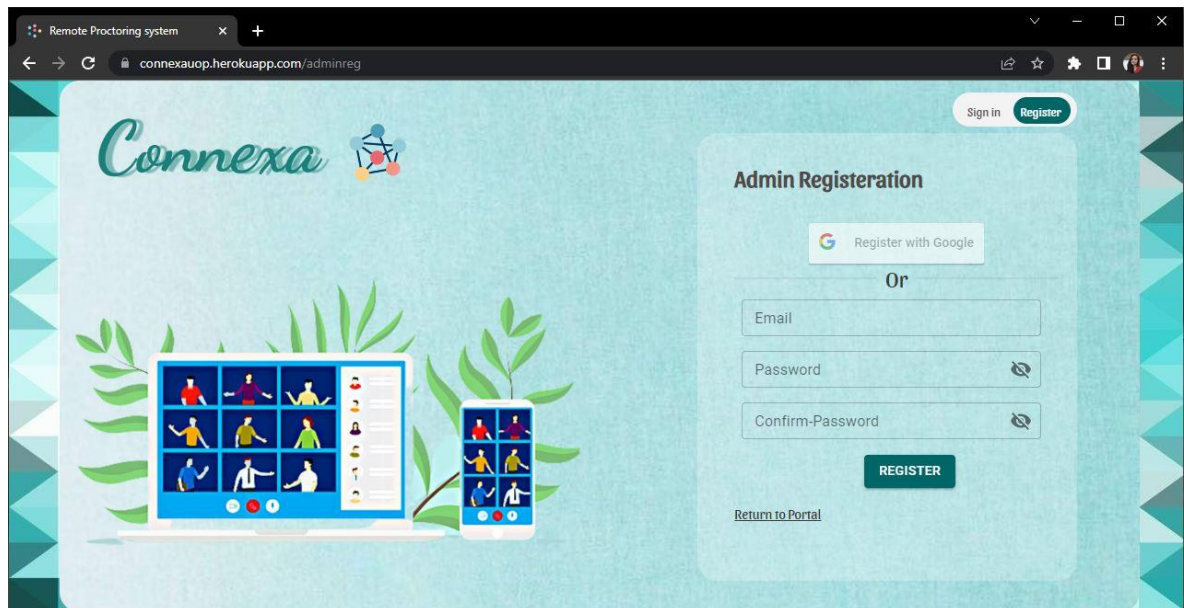 Remote Proctoring system
connexauop.herokuapp.com/adminreg
Connexa
Sign in Register
Admin Registeration
Register with Google
Or
Email
Password
Confirm-Password
REGISTER
Return to Portal